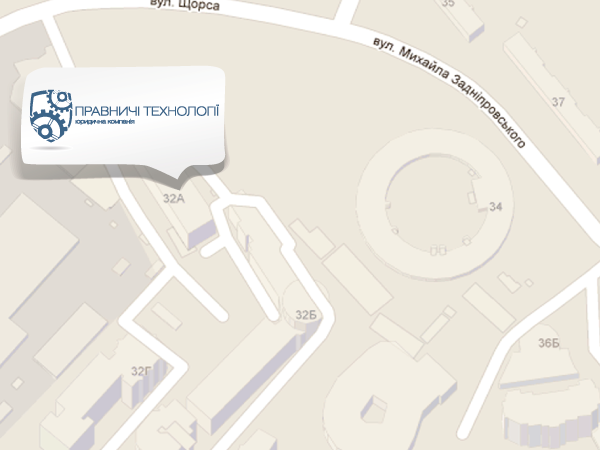 вул. Щорса
35
вул. Михайла Задніпровського
37
ПРАВНИЧІ ТЕХНОЛОГІЇ
юридична компанія
32А
34
32Б
36Б
32Г